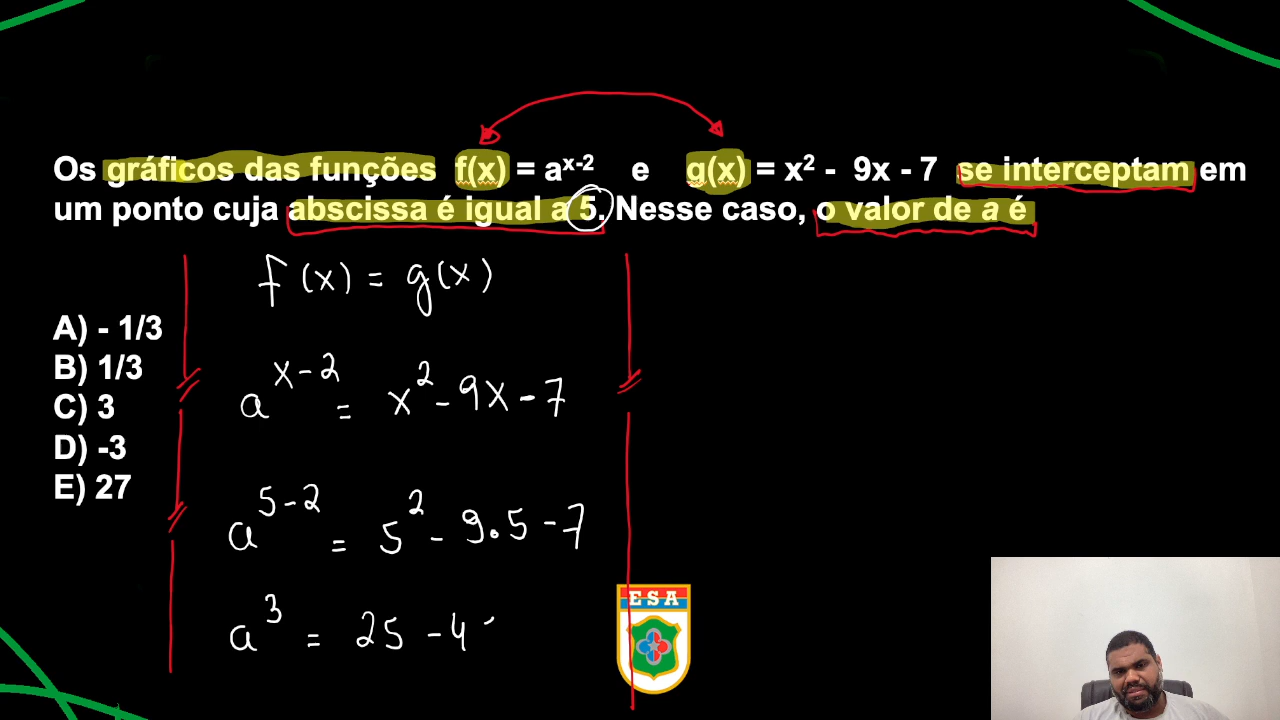 Os gráficos das funções f(x) = aˣ⁻² e g(x) = x² - 9x - 7 se interceptam em
um ponto cuja abscissa é igual a 5. Nesse caso, o valor de a é
f(x) = g(x)
A) - 1/3
B) 1/3
C) 3
D) -3
E) 27
aˣ⁻² = x² - 9x - 7
a⁵⁻² = 5² - 9.5 - 7
a³ = 25 - 4
ESA